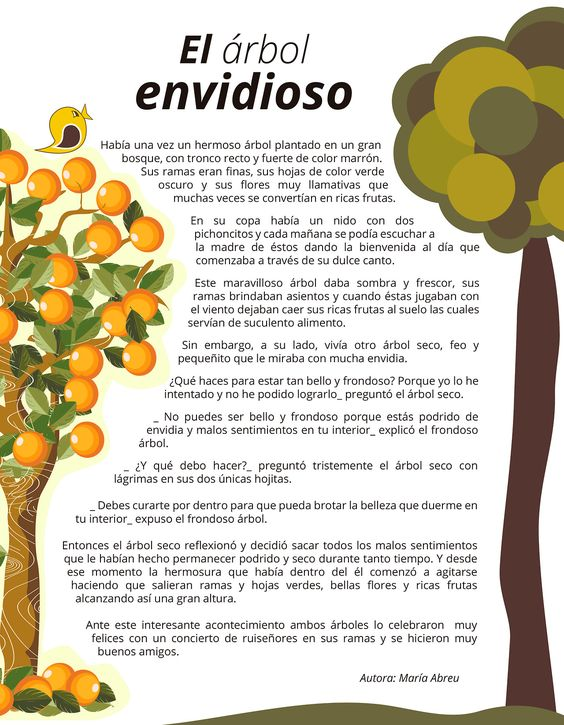 El árbol
envidioso
Había una vez un hermoso árbol plantado en un gran
bosque, con tronco recto y fuerte de color marrón.
Sus ramas eran finas, sus hojas de color verde
oscuro y sus flores muy llamativas que
muchas veces se convertían en ricas frutas.
En su copa había un nido con dos
pichoncitos y cada mañana se podía escuchar a
la madre de éstos dando la bienvenida al día que
comenzaba a través de su dulce canto.
Este maravilloso árbol daba sombra y frescor, sus
ramas brindaban asientos y cuando éstas jugaban con
el viento dejaban caer sus ricas frutas al suelo las cuales
servían de suculento alimento.
Sin embargo, a su lado, vivía otro árbol seco, feo y
pequeñito que le miraba con mucha envidia.
¿Qué haces para estar tan bello y frondoso? Porque yo lo he
intentado y no he podido lograrlo_ preguntó el árbol seco.
_ No puedes ser bello y frondoso porque estás podrido de
envidia y malos sentimientos en tu interior_ explicó el frondoso
árbol.
_ ¿Y qué debo hacer?_ preguntó tristemente el árbol seco con
lágrimas en sus dos únicas hojitas.
_ Debes curarte por dentro para que pueda brotar la belleza que duerme en
tu interior_ expuso el frondoso árbol.
Entonces el árbol seco reflexionó y decidió sacar todos los malos sentimientos
que le habían hecho permanecer podrido y seco durante tanto tiempo. Y desde
ese momento la hermosura que había dentro del él comenzó a agitarse
haciendo que salieran ramas y hojas verdes, bellas flores y ricas frutas
alcanzando así una gran altura.
Ante este interesante acontecimiento ambos árboles lo celebraron muy
felices con un concierto de ruiseñores en sus ramas y se hicieron muy
buenos amigos.
Autora: María Abreu